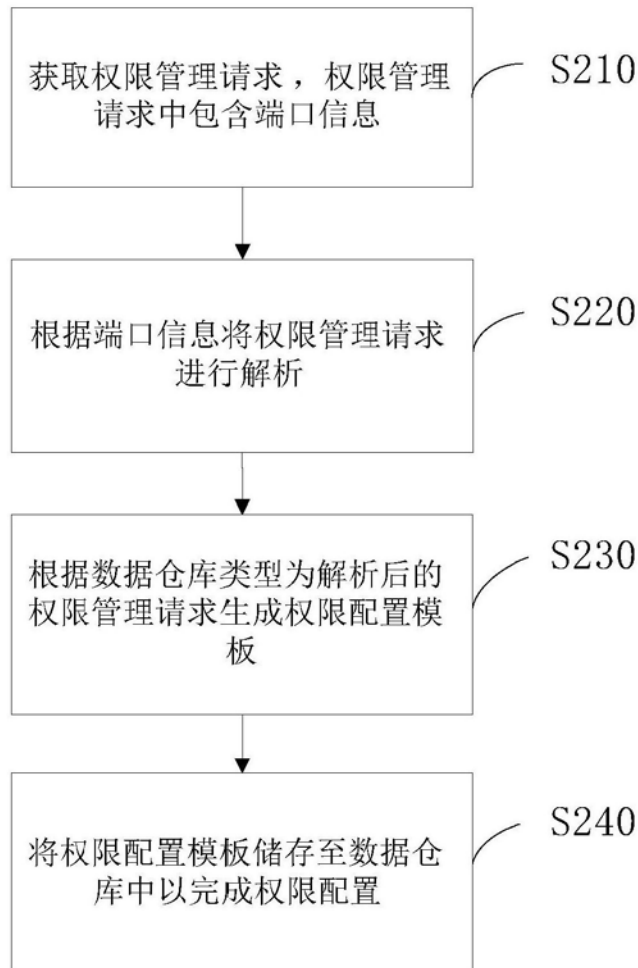 获取权限管理请求，权限管理
请求中包含端口信息
S210
根据端口信息将权限管理请求
进行解析
S220
根据数据仓库类型为解析后的
权限管理请求生成权限配置模
板
S230
将权限配置模板储存至数据仓
库中以完成权限配置
S240